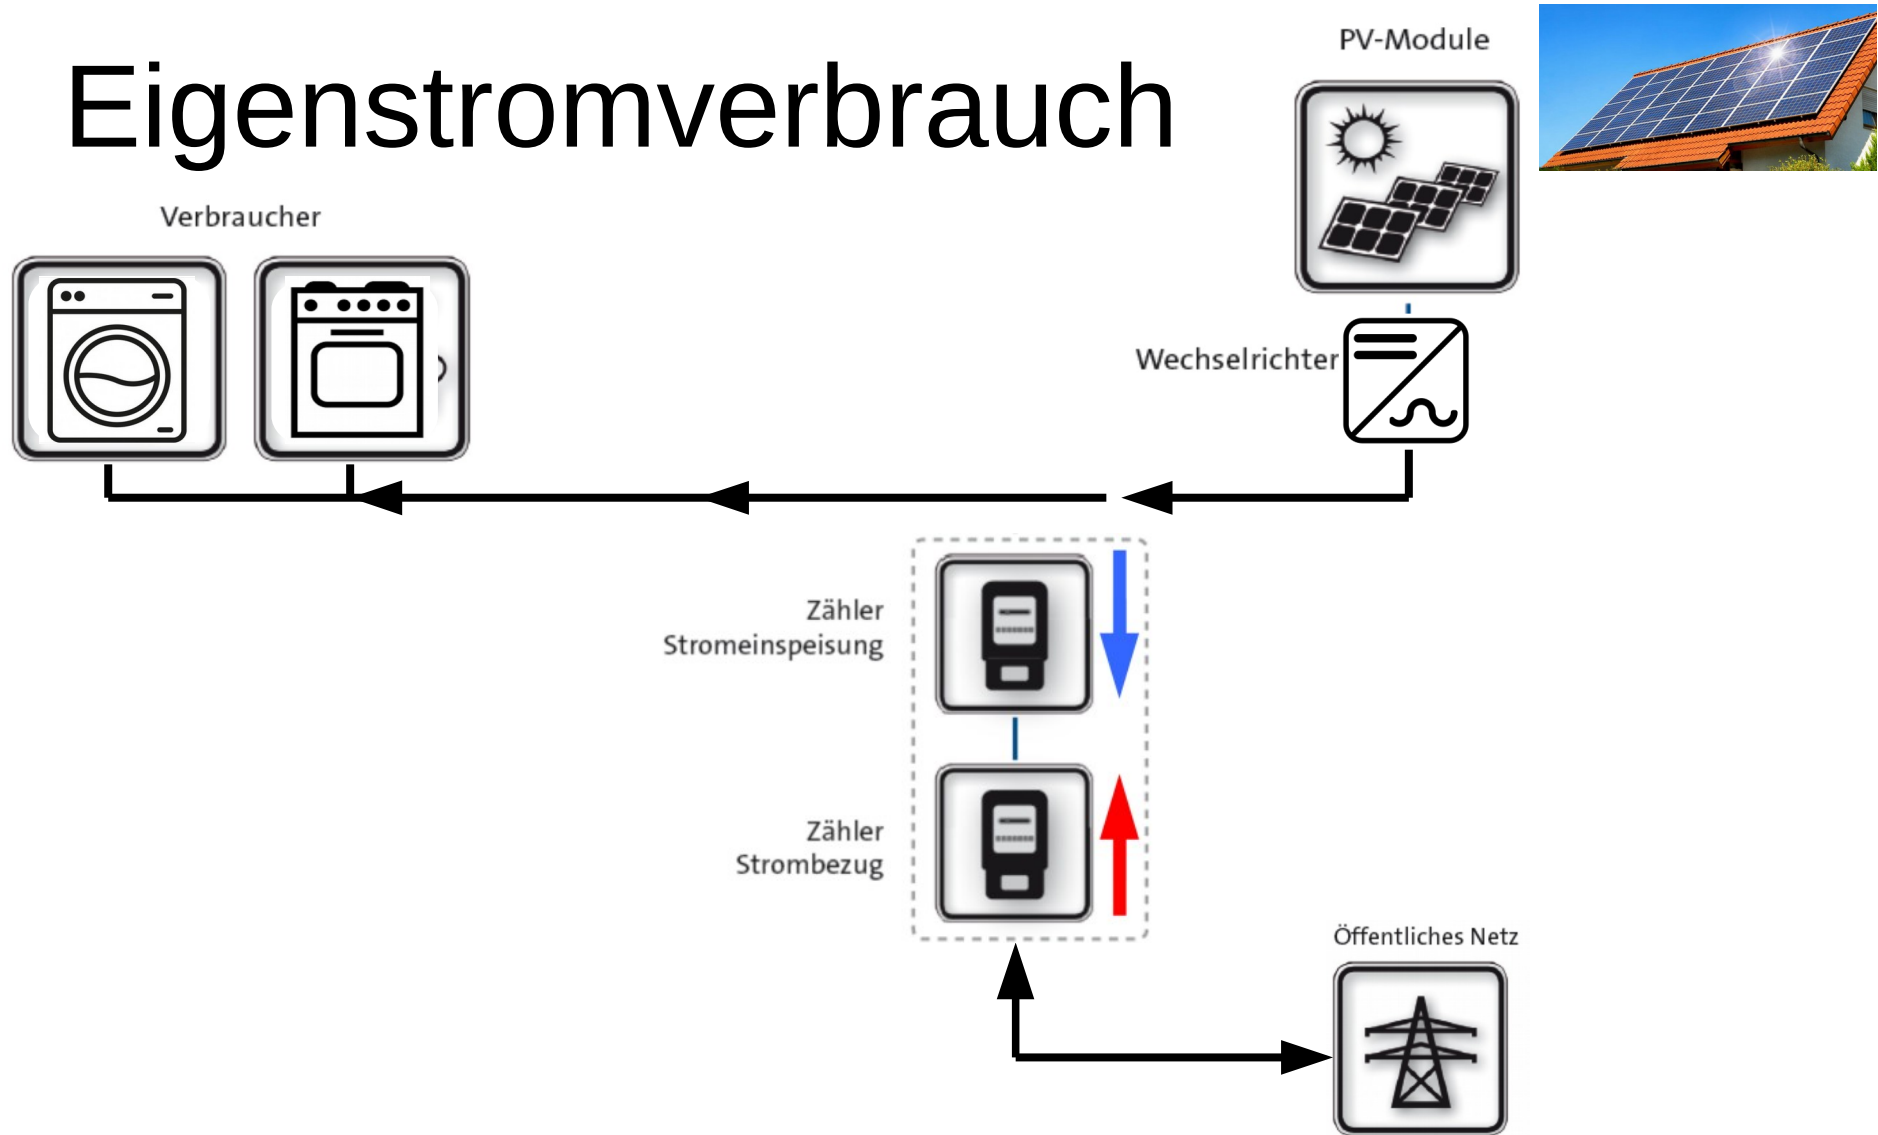 PV-Module
Eigenstromverbrauch
Verbraucher
Wechselrichter
Zähler
Stromeinspeisung
Zähler
Strombezug
Öffentliches Netz